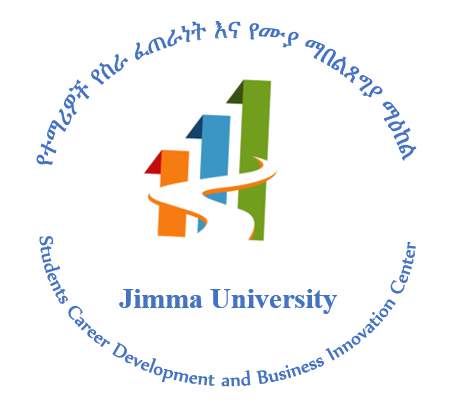 የተማሪዎች የስራ ፈጠራነት እና የሙያ ማበልጸግያ ማዕከል
Jimma University
Students Career Development and Business Innovation Center